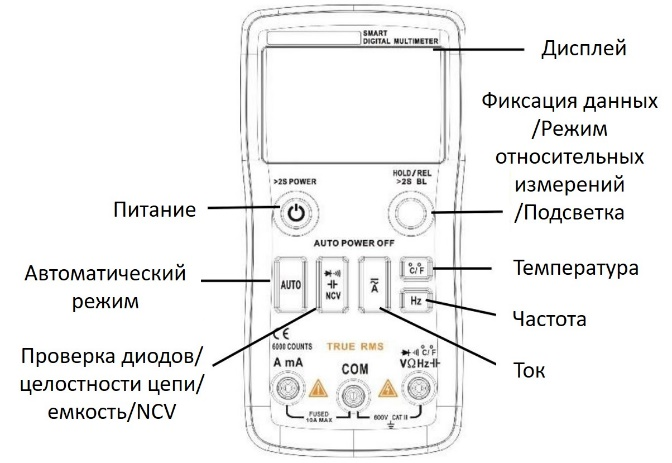 SMART
DIGITAL MULTIMETER
Дисплей
Фиксация данных
/Режим
относительных
измерений
/Подсветка
>2S POWER
HOLD/REL
>2S BL
Питание
AUTO POWER OFF
Автоматический
режим
AUTO
NCV
A
C/F
Hz
Температура
Частота
Ток
Проверка диодов/
целостности цепи/
емкость/NCV
CE
6000 COUNTS
TRUE RMS
A mA
COM
°C/°F
VΩHz
FUSED
10A MAX
600V CAT II